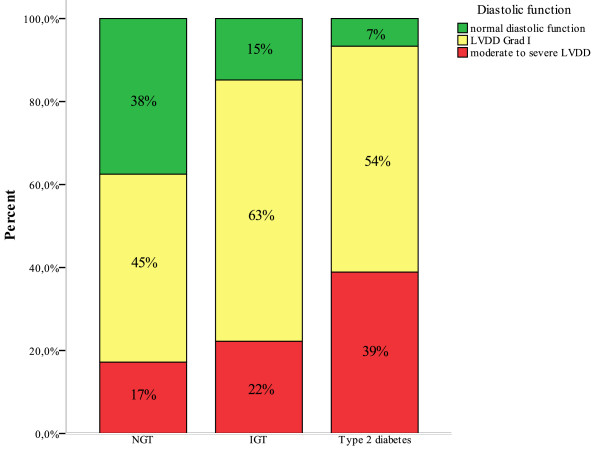 Diastolic function
normal diastolic function
LVDD Grad I
moderate to severe LVDD
Percent
100,0%
80,0%
60,0%
40,0%
20,0%
0,0%
38%
45%
17%
15%
63%
22%
7%
54%
39%
NGT
IGT
Type 2 diabetes